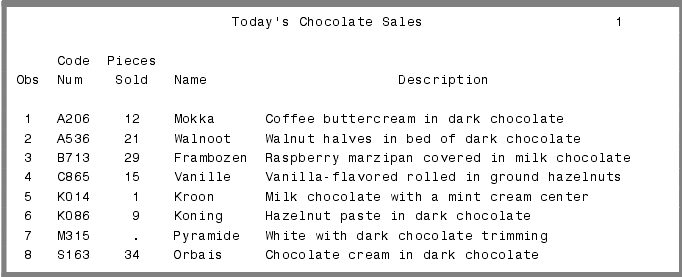 Today's Chocolate Sales 1
Code Pieces
Obs Num Sold Name Description
1 A206 12 Mokka Coffee buttercream in dark chocolate
2 A536 21 Walnoot Walnut halves in bed of dark chocolate
3 B713 29 Frambozen Raspberry marzipan covered in milk chocolate
4 C865 15 Vanille Vanilla-flavored rolled in ground hazelnuts
5 K014 1 Kroon Milk chocolate with a mint cream center
6 K086 9 Koning Hazelnut paste in dark chocolate
7 M315 . Pyramide White with dark chocolate trimming
8 S163 34 Orbais Chocolate cream in dark chocolate